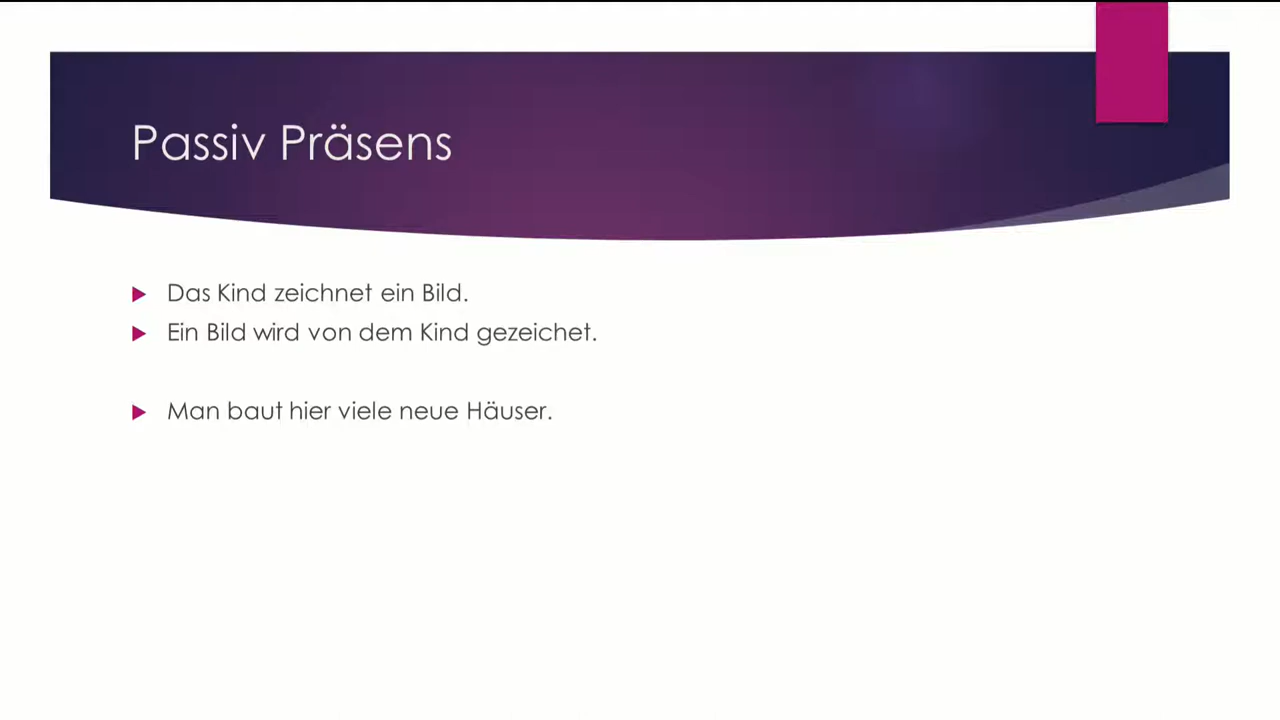 Passiv Präsens
Das Kind zeichnet ein Bild.
Ein Bild wird von dem Kind gezeichet.
Man baut hier viele neue Häuser.